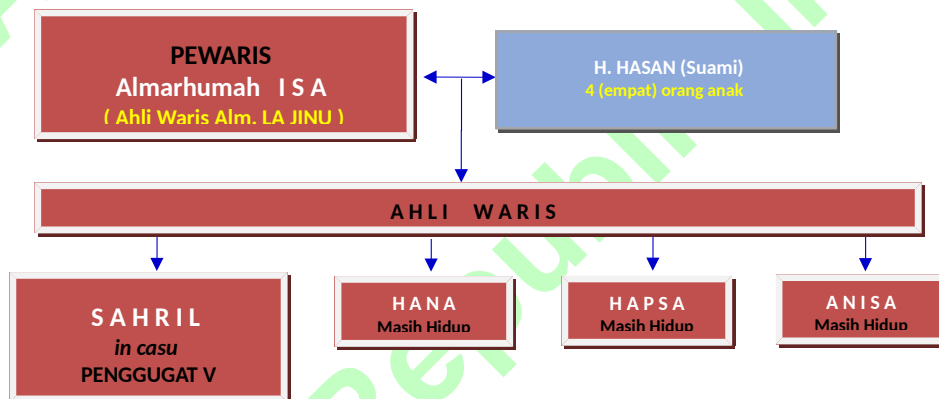 PEWARIS
Almarhumah I S A
( Ahli Waris Alm. LA JINU )
H. HASAN (Suami)
4 (empat) orang anak
A H L I W A R I S
S A H R I L
in casu
PENGGUGAT V
H A N A
Masih Hidup
H A P S A
Masih Hidup
A N I S A
Masih Hidup
Republi